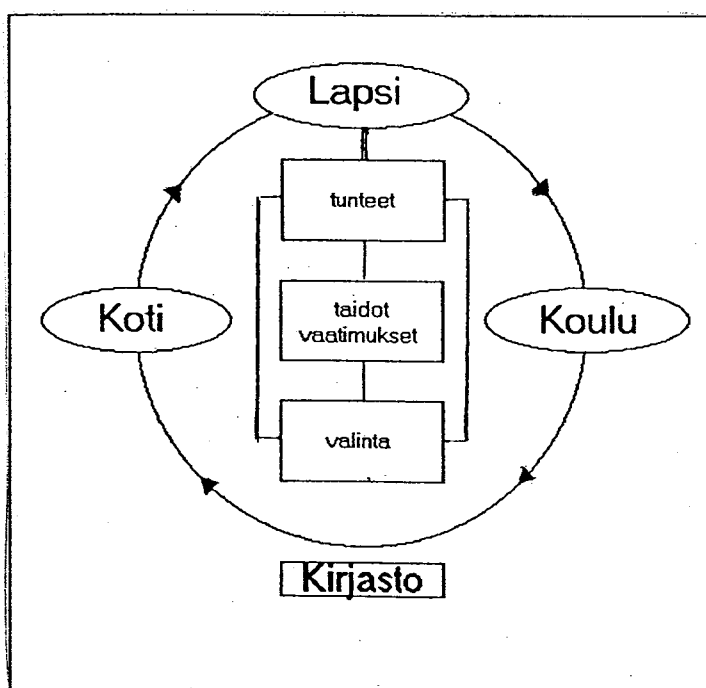 Lapsi
tunteet
Koti
taidot
vaatimukset
Koulu
valinta
Kirjasto